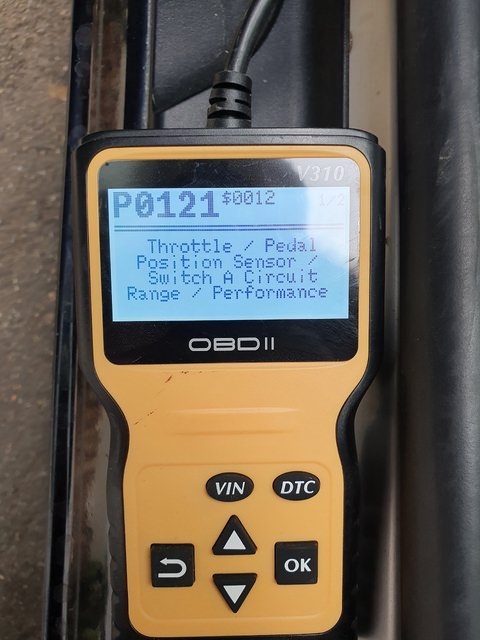 V310
P0121 $0012 1/2
Throttle / Pedal
Position Sensor /
Switch A Circuit
Range / Performance
OBDII
VIN DTC
OK